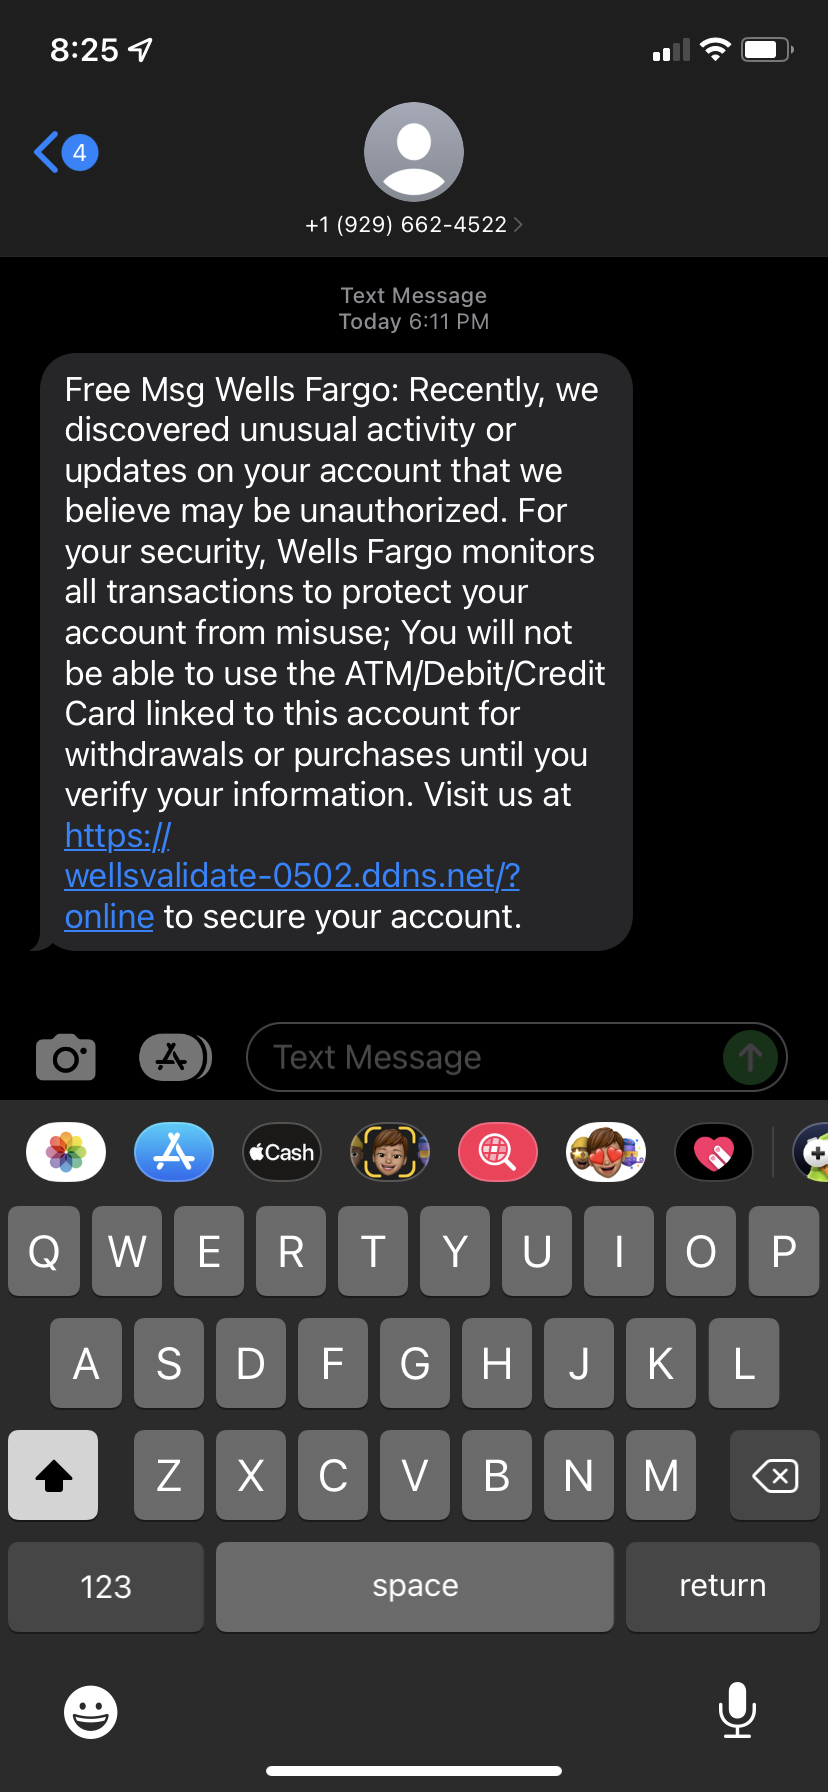 8:25
4
+1 (929) 662-4522
Text Message
Today 6:11 PM
Free Msg Wells Fargo: Recently, we
discovered unusual activity or
updates on your account that we
believe may be unauthorized. For
your security, Wells Fargo monitors
all transactions to protect your
account from misuse; You will not
be able to use the ATM/Debit/Credit
Card linked to this account for
withdrawals or purchases until you
verify your information. Visit us at
https://
wellsvalidate-0502.ddns.net/?
online to secure your account.
Text Message
Cash
Q W E R T Y U I O P
A S D F G H J K L
Z X C V B N M
123 space return